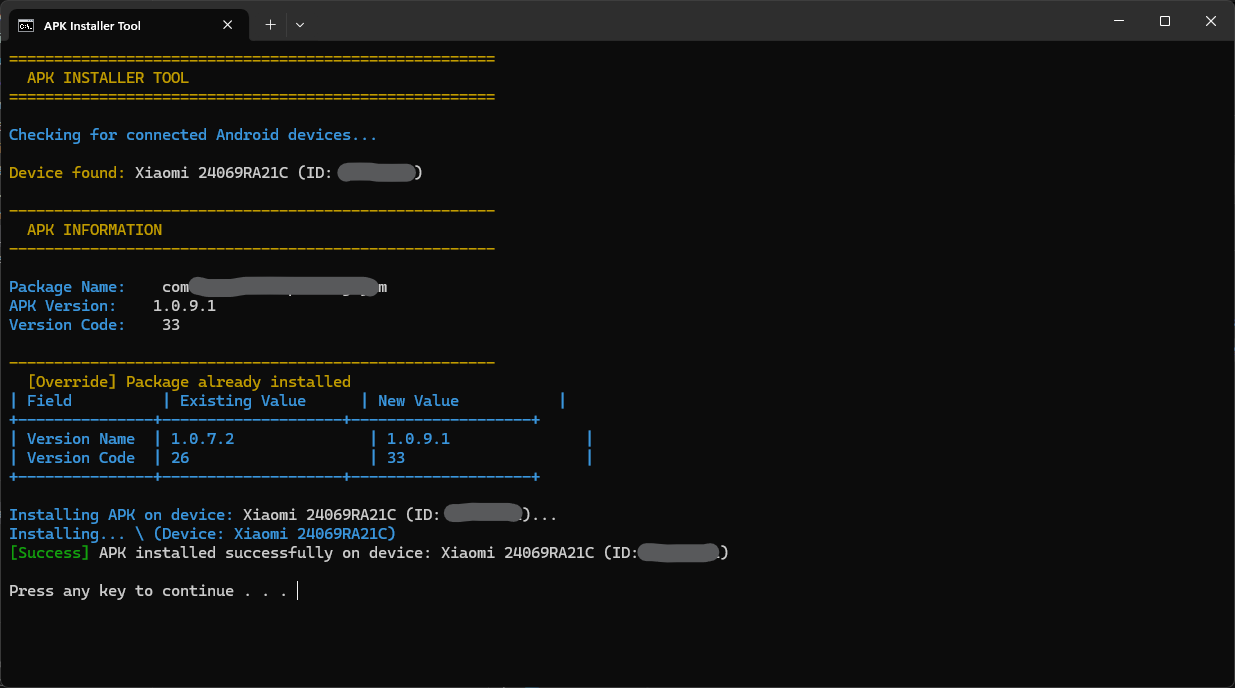 APK Installer Tool
==================================================
APK INSTALLER TOOL
==================================================
Checking for connected Android devices...
Device found: Xiaomi 24069RA21C (ID: )
--------------------------------------------------
APK INFORMATION
--------------------------------------------------
Package Name: com m
APK Version: 1.0.9.1
Version Code: 33
--------------------------------------------------
[Override] Package already installed
| Field | Existing Value | New Value |
+---------------+--------------------+--------------------+
| Version Name | 1.0.7.2 | 1.0.9.1 |
| Version Code | 26 | 33 |
+---------------+--------------------+--------------------+
Installing APK on device: Xiaomi 24069RA21C (ID: )...
Installing... \ (Device: Xiaomi 24069RA21C)
[Success] APK installed successfully on device: Xiaomi 24069RA21C (ID: )
Press any key to continue . . .